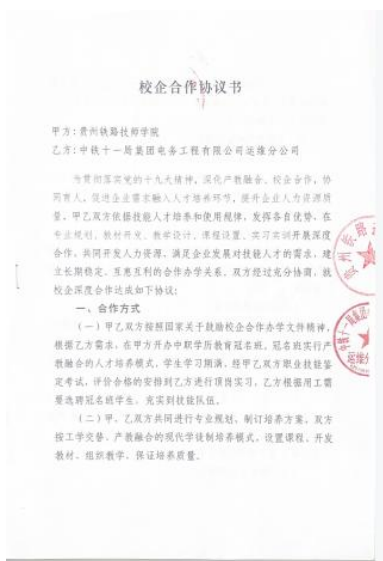 校企合作协议书
甲方:贵州铁路技师学院
乙方:中铁十一局集团电务工程有限公司运维分公司
为贯彻落实党的十九大精神，深化产教融合、校企合作，协
同育人，促进企业需求融入人才培养环节，提升企业人力资源质
量，甲乙双方依据技能人才培养和使用规律，发挥各自优势，在
专业规划、教材开发、教学设计、课程设置、实习实训开展深度
合作，共同开发人力资源，满足企业发展对技能人才的需求，建
立长期稳定、互惠互利的合作办学关系，双方经过充分协商，就
校企深度合作达成如下协议:
一、合作方式
（一）甲乙双方按照国家关于鼓励校企合作办学文件精神，
根据乙方需求，在甲方开办中职学历教育冠名班，冠名班实行产
教融合的人才培养模式，学生学习期满，经甲乙双方职业技能鉴
定考试，评价合格的安排到乙方进行顶岗实习，乙方根据用工需
要选聘冠名班学生，充实到技能队伍。
（二）甲、乙双方共同进行专业规划，制订培养方案，双方
按工学交替、产教融合的现代学徒制培养模式，设置课程，开发
教材，组织教学，保证培养质量。
贵州铁路
中铁十一局集团